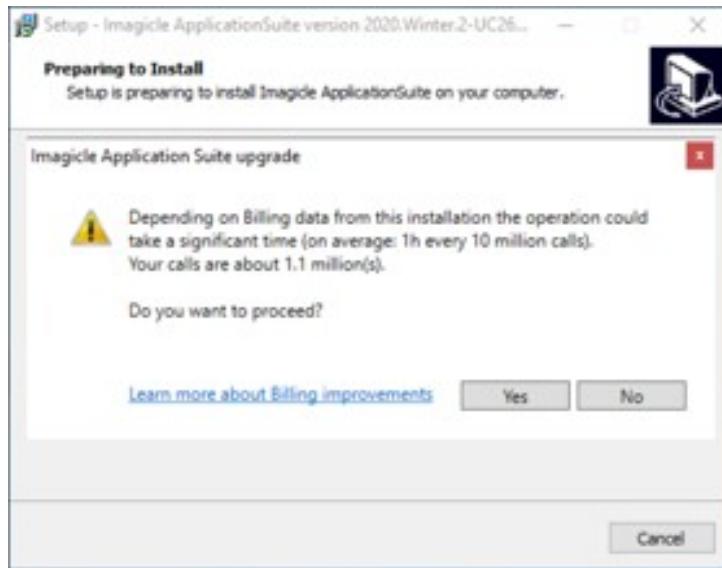 Setup - Imagicle ApplicationSuite version 2020.Winter.2-UC26...
Preparing to Install
Setup is preparing to install Imagicle ApplicationSuite on your computer.
Imagicle Application Suite upgrade
Depending on Billing data from this installation the operation could
take a significant time (on average: 1h every 10 million calls).
Your calls are about 1.1 million(s).
Do you want to proceed?
Learn more about Billing improvements
Yes
No
Cancel